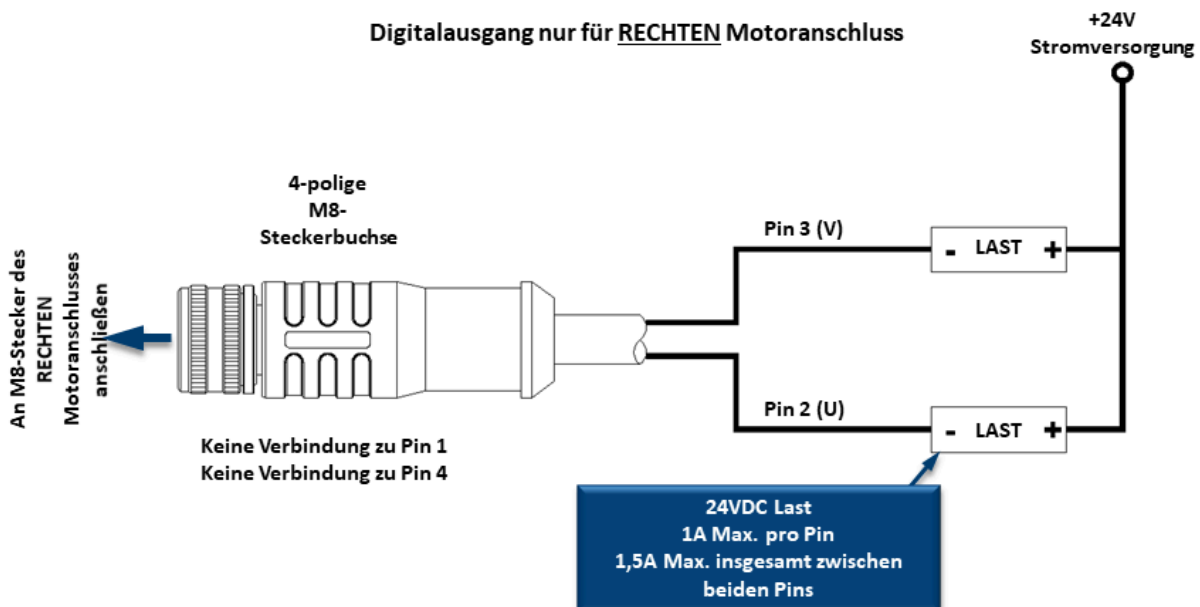 Digitalausgang nur für RECHTEN Motoranschluss
+24V
Stromversorgung
4-polige
M8-
Steckerbuchse
An M8-Stecker des
RECHTEN
Motoranschlusses
anschließen
Pin 3 (V)
- LAST +
Pin 2 (U)
- LAST +
Keine Verbindung zu Pin 1
Keine Verbindung zu Pin 4
24VDC Last
1A Max. pro Pin
1,5A Max. insgesamt zwischen
beiden Pins